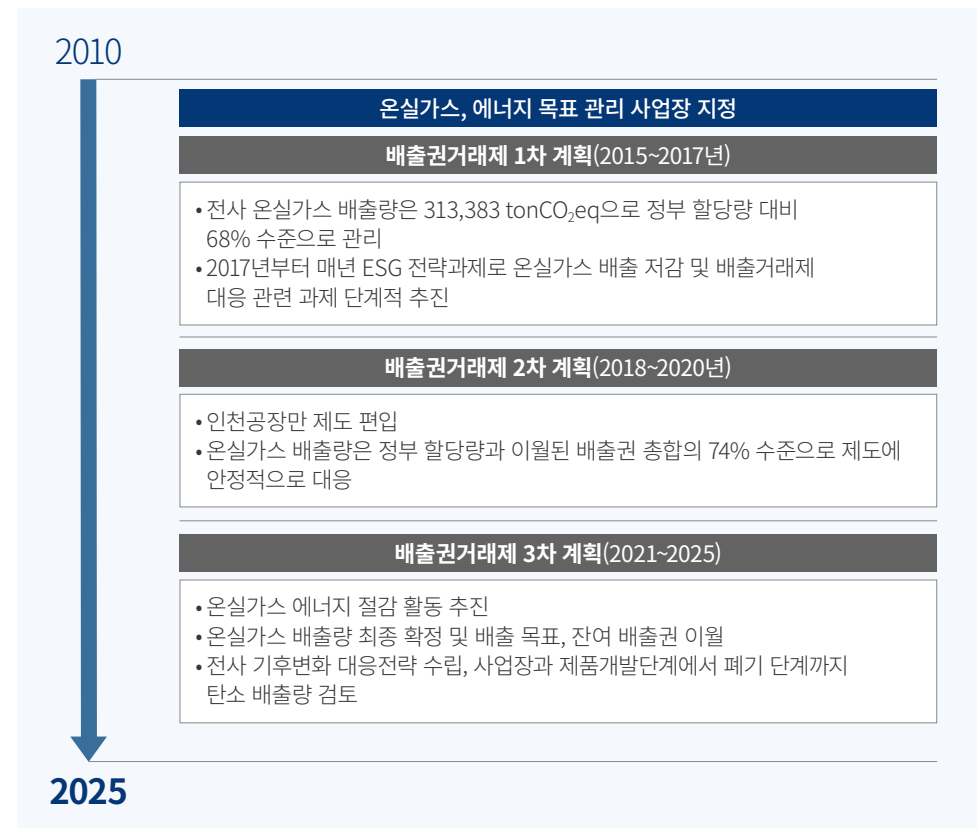 2010
온실가스, 에너지 목표 관리 사업장 지정
배출권거래제 1차 계획(2015~2017년)
• 전사 온실가스 배출량은 313,383 tonCO₂eq으로 정부 할당량 대비
68% 수준으로 관리
• 2017년부터 매년 ESG 전략과제로 온실가스 배출 저감 및 배출거래제
대응 관련 과제 단계적 추진
배출권거래제 2차 계획(2018~2020년)
• 인천공장만 제도 편입
• 온실가스 배출량은 정부 할당량과 이월된 배출권 총합의 74% 수준으로 제도에
안정적으로 대응
배출권거래제 3차 계획(2021~2025)
• 온실가스 에너지 절감 활동 추진
• 온실가스 배출량 최종 확정 및 배출 목표, 잔여 배출권 이월
• 전사 기후변화 대응전략 수립, 사업장과 제품개발단계에서 폐기 단계까지
탄소 배출량 검토
2025